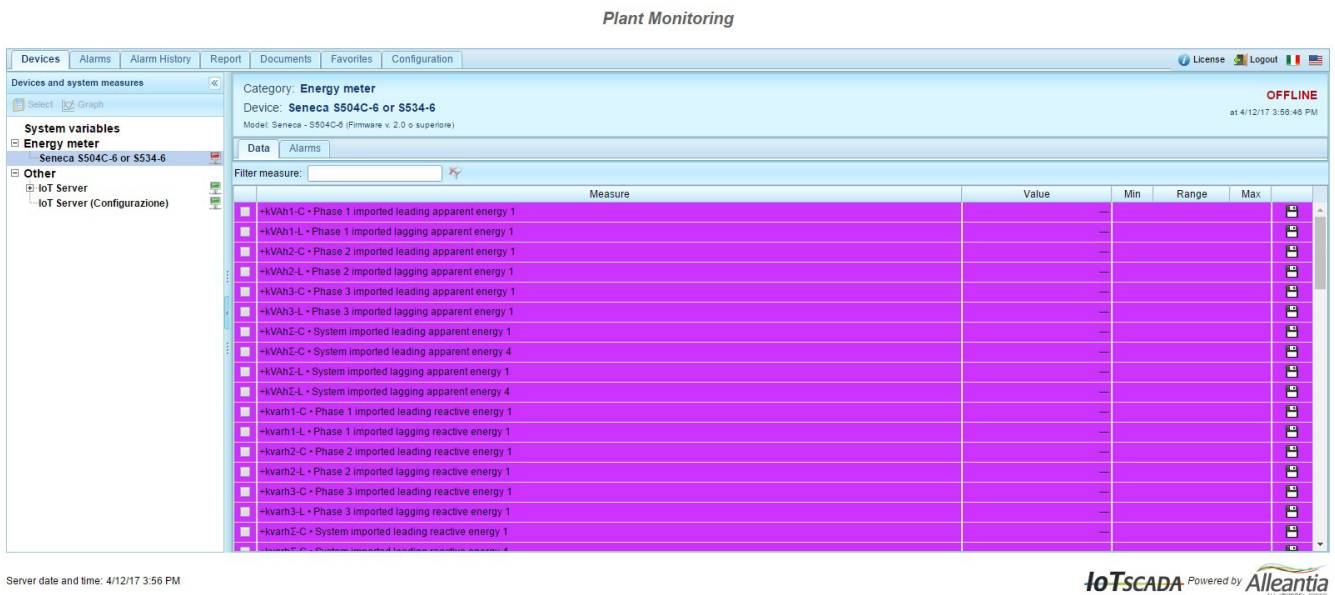 Plant Monitoring
Devices Alarms Alarm History Report Documents Favorites Configuration License Logout
Devices and system measures
Select Graph
System variables
Energy meter
Seneca S504C-6 or S534-6
Other
IoT Server
IoT Server (Configurazione)
Category: Energy meter
Device: Seneca S504C-6 or S534-6
Model: Seneca - S504C-6 (Firmware v. 2.0 o superiore)
OFFLINE
at 4/12/17 3:56:46 PM
Data Alarms
Filter measure:
Measure Value Min Range Max
+kVAh1-C • Phase 1 imported leading apparent energy 1 ---
+kVAh1-L • Phase 1 imported lagging apparent energy 1 ---
+kVAh2-C • Phase 2 imported leading apparent energy 1 ---
+kVAh2-L • Phase 2 imported lagging apparent energy 1 ---
+kVAh3-C • Phase 3 imported leading apparent energy 1 ---
+kVAh3-L • Phase 3 imported lagging apparent energy 1 ---
+kVAhΣ-C • System imported leading apparent energy 1 ---
+kVAhΣ-C • System imported leading apparent energy 4 ---
+kVAhΣ-L • System imported lagging apparent energy 1 ---
+kVAhΣ-L • System imported lagging apparent energy 4 ---
+kvarh1-C • Phase 1 imported leading reactive energy 1 ---
+kvarh1-L • Phase 1 imported lagging reactive energy 1 ---
+kvarh2-C • Phase 2 imported leading reactive energy 1 ---
+kvarh2-L • Phase 2 imported lagging reactive energy 1 ---
+kvarh3-C • Phase 3 imported leading reactive energy 1 ---
+kvarh3-L • Phase 3 imported lagging reactive energy 1 ---
+kvarhΣ-C • System imported leading reactive energy 1 ---
+kvarhΣ-C • System imported leading reactive energy 4
Server date and time: 4/12/17 3:56 PM
IoTSCADA Powered by Alleantia